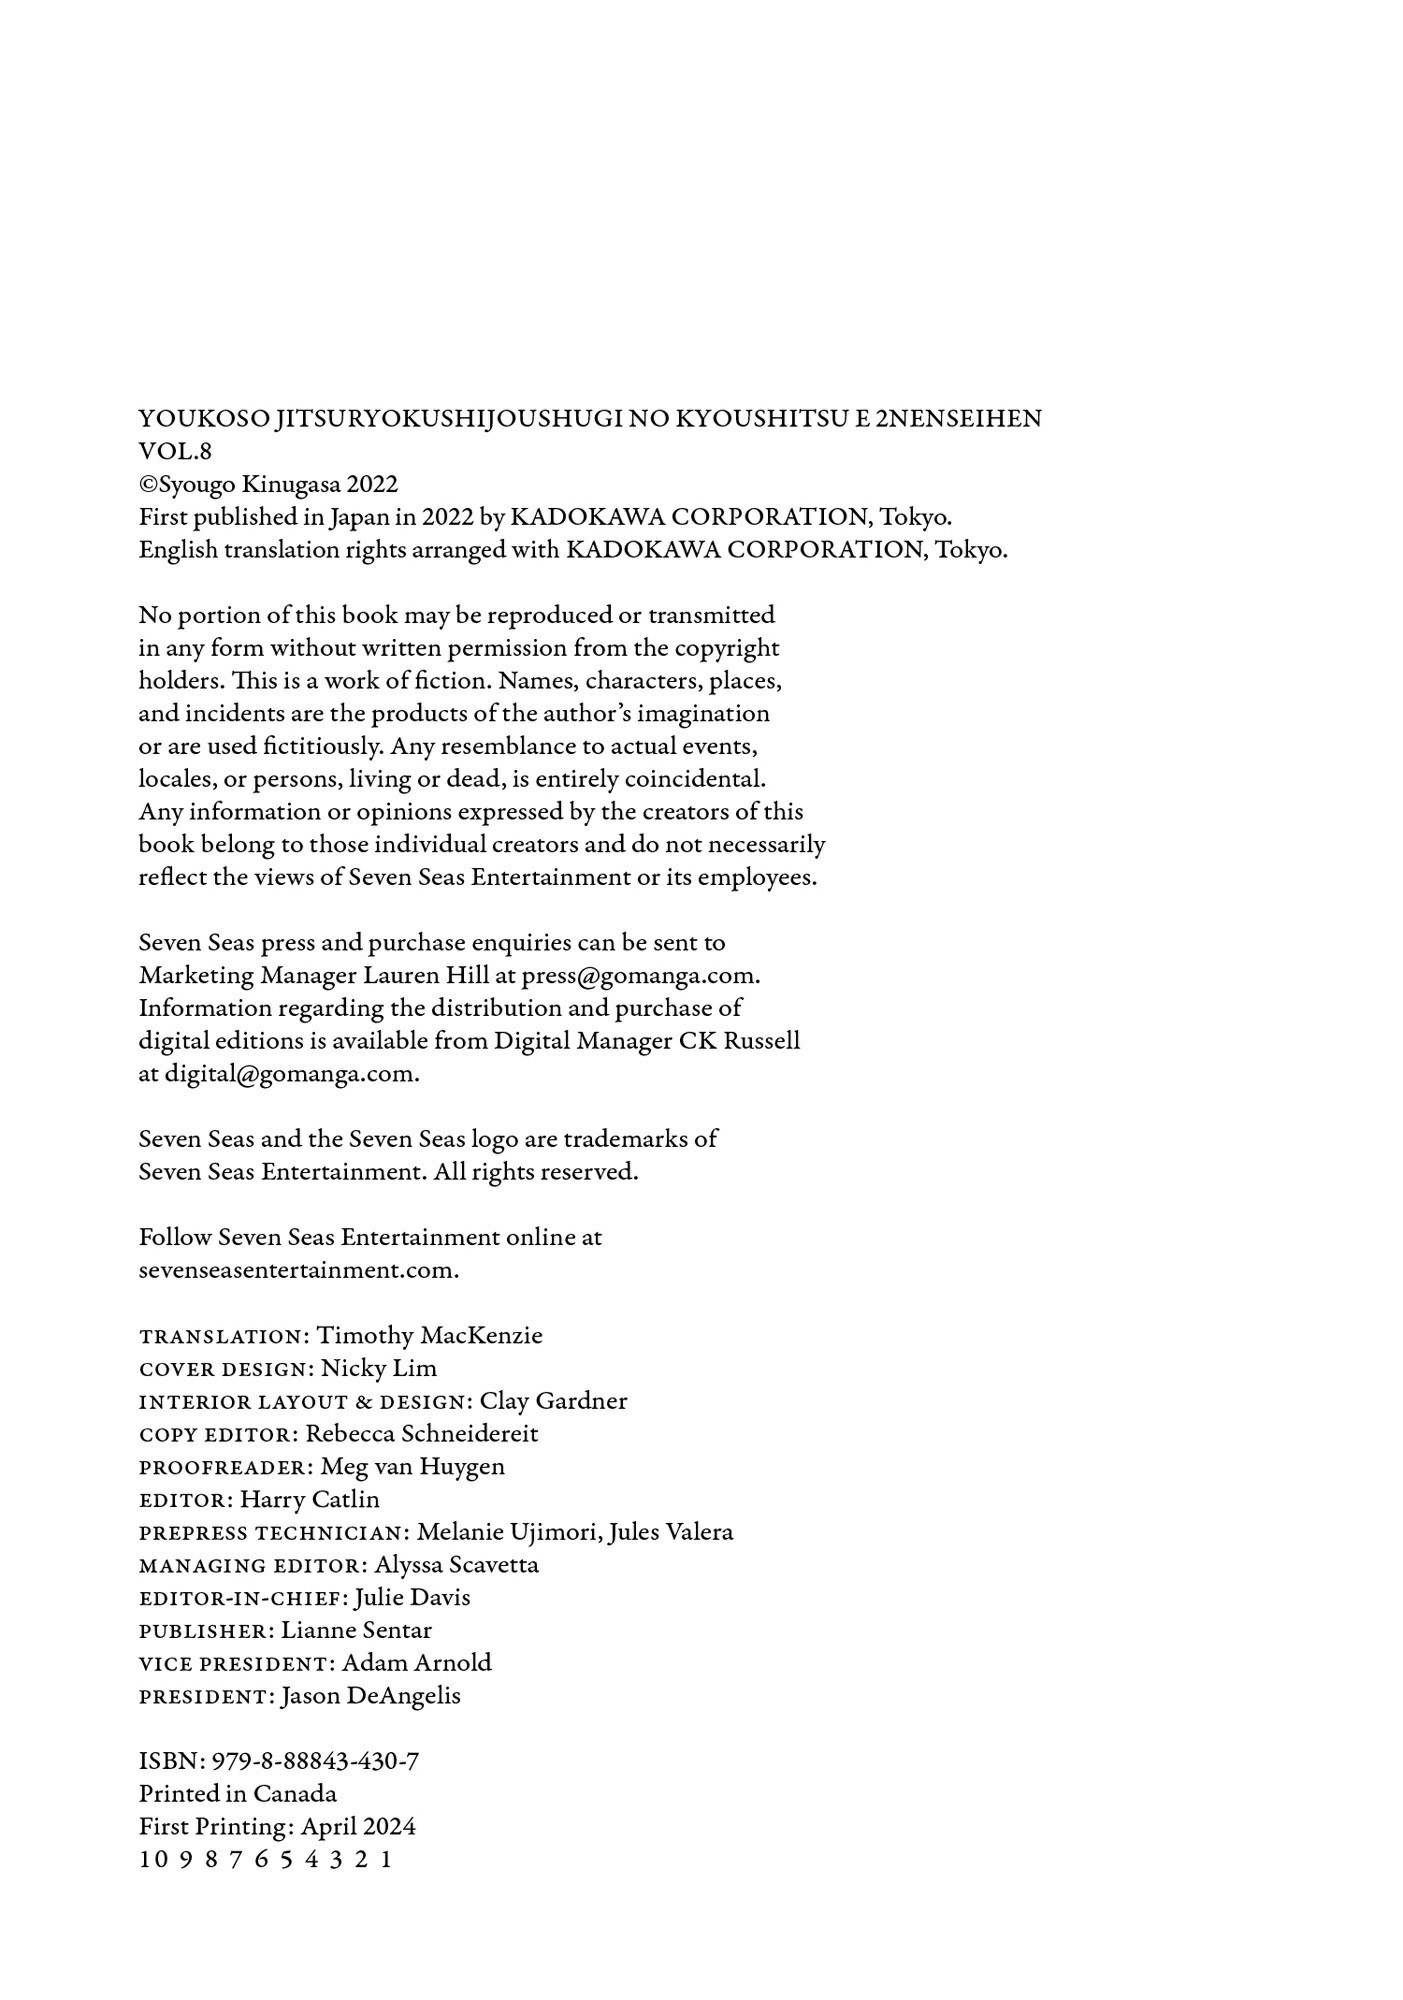 YOUKOSO JITSURYOKUSHIJOUSHUGI NO KYOUSHITSU E 2NENSEIHEN
VOL.8
©Syougo Kinugasa 2022
First published in Japan in 2022 by KADOKAWA CORPORATION, Tokyo.
English translation rights arranged with KADOKAWA CORPORATION, Tokyo.

No portion of this book may be reproduced or transmitted
in any form without written permission from the copyright
holders. This is a work of fiction. Names, characters, places,
and incidents are the products of the author’s imagination
or are used fictitiously. Any resemblance to actual events,
locales, or persons, living or dead, is entirely coincidental.
Any information or opinions expressed by the creators of this
book belong to those individual creators and do not necessarily
reflect the views of Seven Seas Entertainment or its employees.

Seven Seas press and purchase enquiries can be sent to
Marketing Manager Lauren Hill at press@gomanga.com.
Information regarding the distribution and purchase of
digital editions is available from Digital Manager CK Russell
at digital@gomanga.com.

Seven Seas and the Seven Seas logo are trademarks of
Seven Seas Entertainment. All rights reserved.

Follow Seven Seas Entertainment online at
sevenseasentertainment.com.

TRANSLATION: Timothy MacKenzie
COVER DESIGN: Nicky Lim
INTERIOR LAYOUT & DESIGN: Clay Gardner
COPY EDITOR: Rebecca Schneidereit
PROOFREADER: Meg van Huygen
EDITOR: Harry Catlin
PREPRESS TECHNICIAN: Melanie Ujimori, Jules Valera
MANAGING EDITOR: Alyssa Scavetta
EDITOR-IN-CHIEF: Julie Davis
PUBLISHER: Lianne Sentar
VICE PRESIDENT: Adam Arnold
PRESIDENT: Jason DeAngelis

ISBN: 979-8-88843-430-7
Printed in Canada
First Printing: April 2024
10 9 8 7 6 5 4 3 2 1